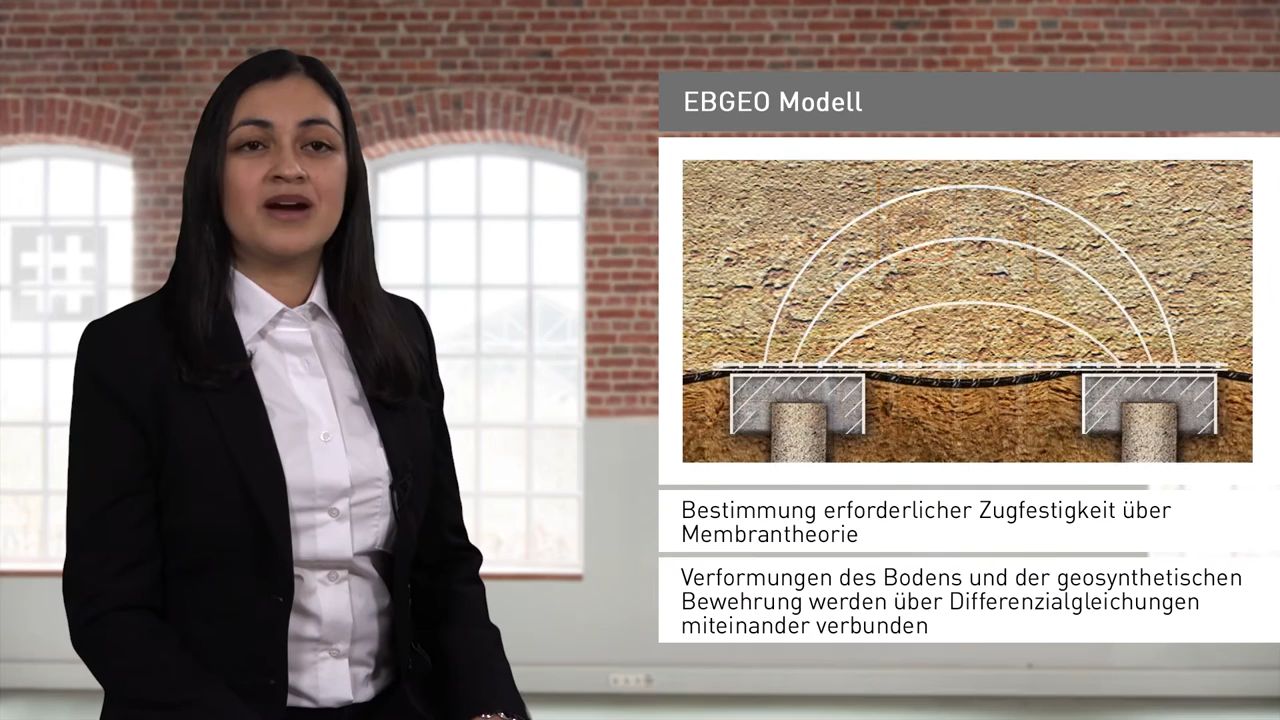 EBGEO Modell
Bestimmung erforderlicher Zugfestigkeit über
Membrantheorie
Verformungen des Bodens und der geosynthetischen
Bewehrung werden über Differenzialgleichungen
miteinander verbunden